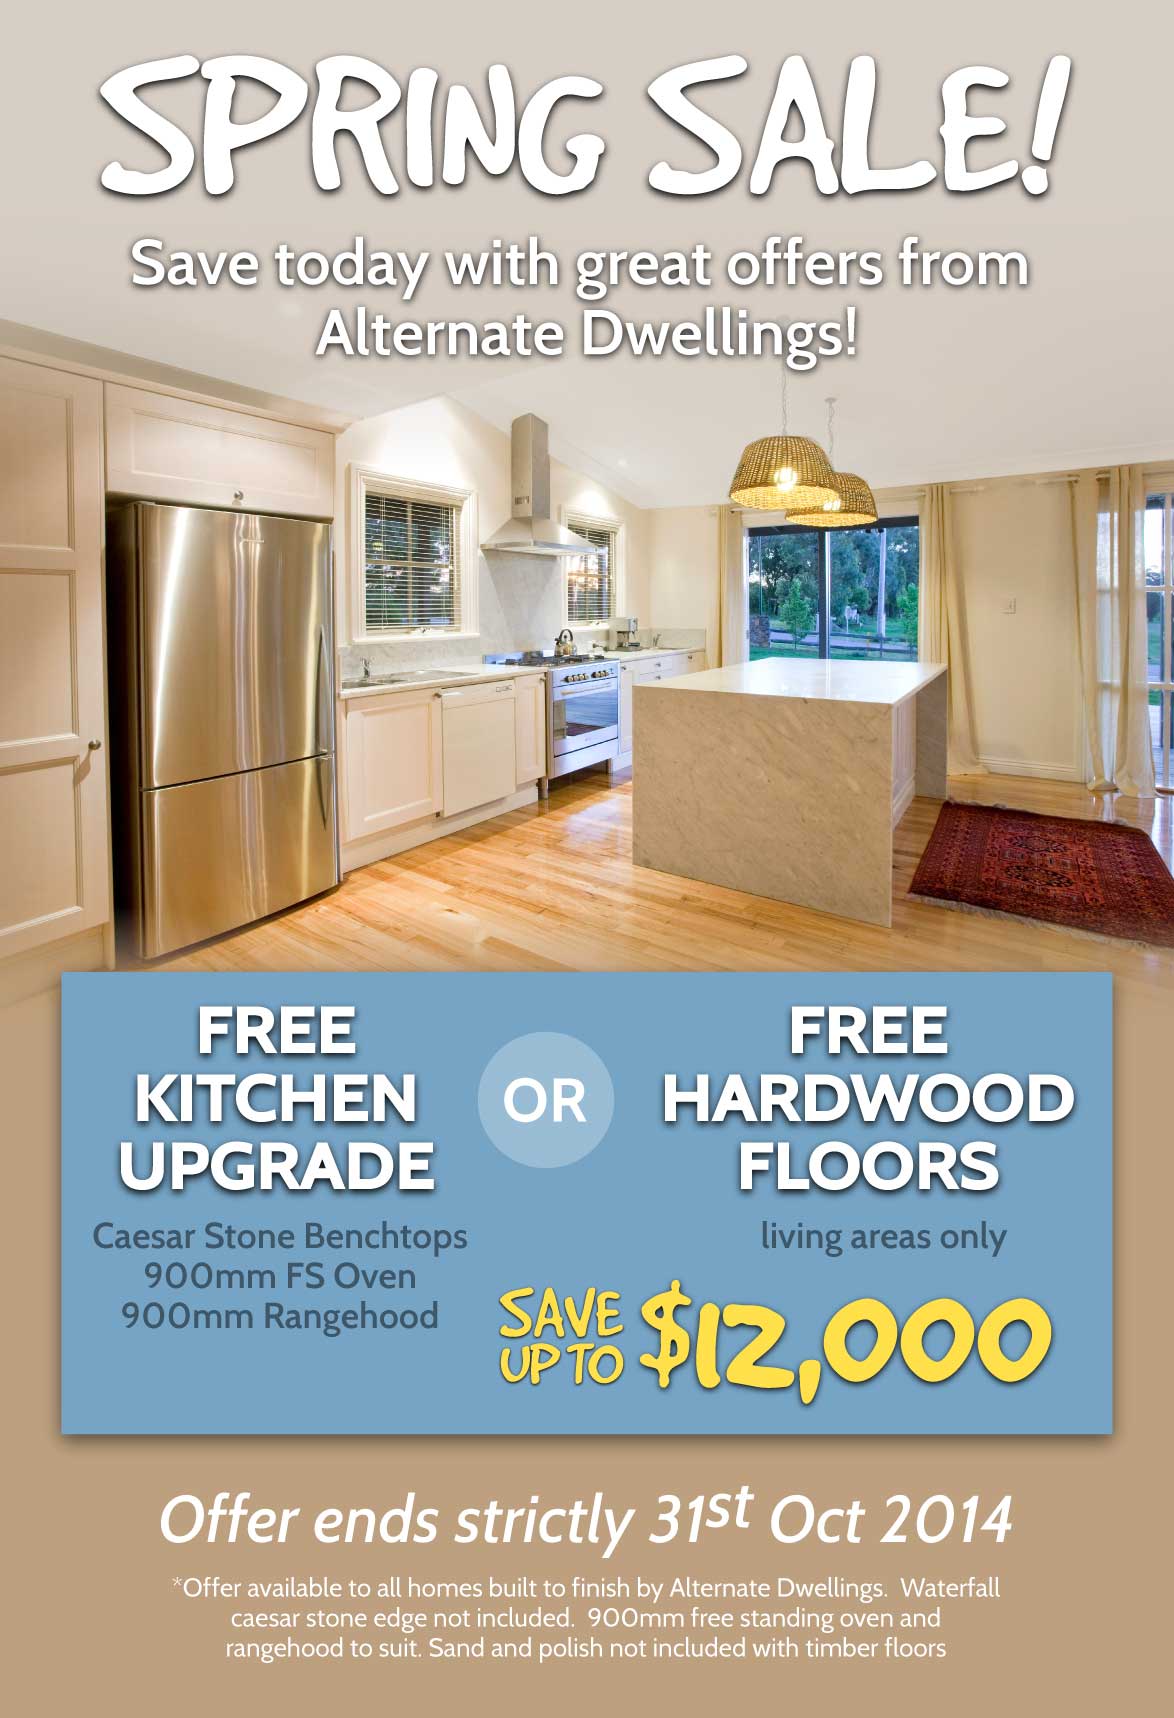 SPRING SALE!
Save today with great offers from
Alternate Dwellings!
FREE
KITCHEN
UPGRADE
Caesar Stone Benchtops
900mm FS Oven
900mm Rangehood
OR
FREE
HARDWOOD
FLOORS
living areas only
SAVE
UP TO
$12,000
Offer ends strictly 31st Oct 2014
*Offer available to all homes built to finish by Alternate Dwellings.  Waterfall
caesar stone edge not included.  900mm free standing oven and
rangehood to suit. Sand and polish not included with timber floors